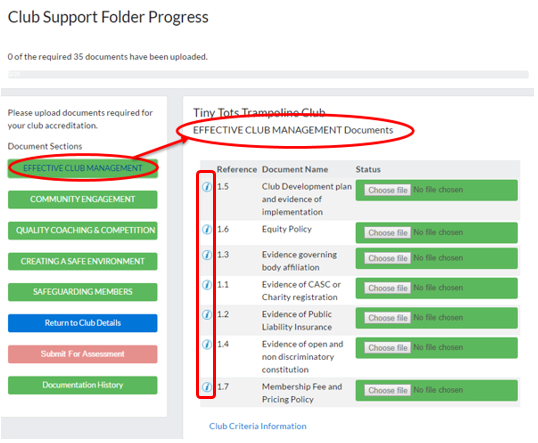 Club Support Folder Progress
0 of the required 35 documents have been uploaded.
Please upload documents required for
your club accreditation.
Document Sections
EFFECTIVE CLUB MANAGEMENT
COMMUNITY ENGAGEMENT
QUALITY COACHING & COMPETITION
CREATING A SAFE ENVIRONMENT
SAFEGUARDING MEMBERS
Return to Club Details
Submit For Assessment
Documentation History
Tiny Tots Trampoline Club
EFFECTIVE CLUB MANAGEMENT Documents
Reference Document Name Status
i 1.5 Club Development plan Choose file No file chosen
and evidence of
implementation
i 1.6 Equity Policy Choose file No file chosen
i 1.3 Evidence governing Choose file No file chosen
body affiliation
i 1.1 Evidence of CASC or Choose file No file chosen
Charity registration
i 1.2 Evidence of Public Choose file No file chosen
Liability Insurance
i 1.4 Evidence of open and Choose file No file chosen
non discriminatory
constitution
i 1.7 Membership Fee and Choose file No file chosen
Pricing Policy
Club Criteria Information